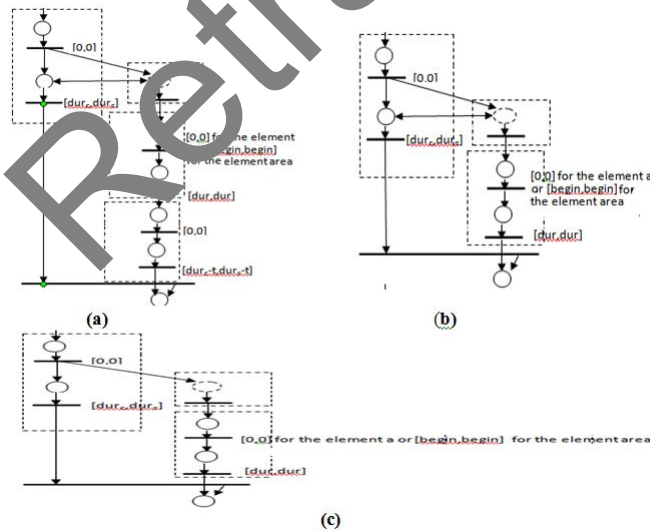 Retr
[0,0]
[dur꜀,dur꜀]
[0,0] for the element
[begin,begin]
for the element area
[dur,dur]
[0,0]
[dur꜀-t,dur꜀-t]
(a)
[0.0]
[dur꜀,dur꜀]
[0,0] for the element a
or [begin,begin] for
the element area
[dur,dur]
(b)
[0,0]
[dur꜀,dur꜀]
[0,0] for the element a or [begin,begin] for the element area
[dur,dur]
(c)